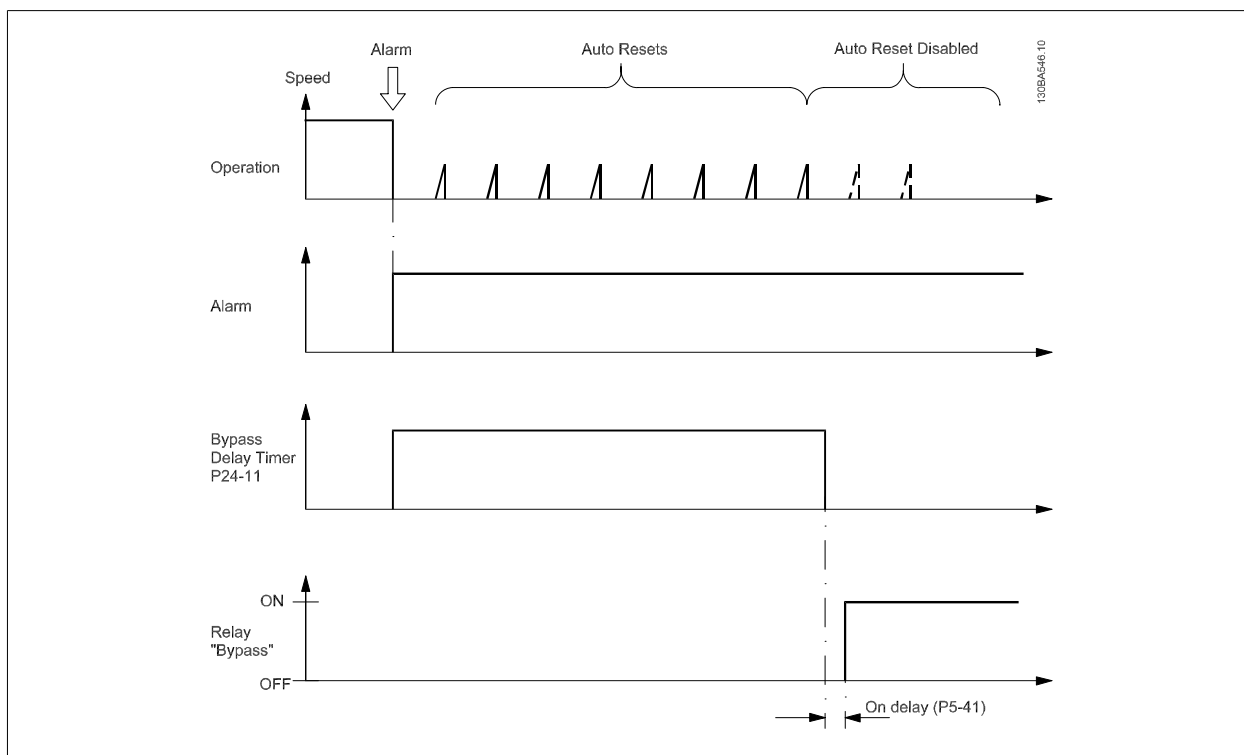 Alarm
Auto Resets
Auto Reset Disabled
130BA546.10
Speed
Operation
Alarm
Bypass
Delay Timer
P24-11
ON
Relay
"Bypass"
OFF
On delay (P5-41)